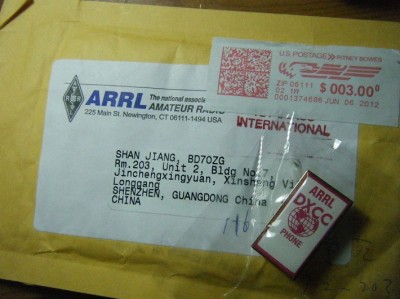 U.S. POSTAGE PITNEY BOWES
ZIP 06111
02 1R
$ 003.00⁰
0001374686 JUN 06 2012
ARRL The national associa
AMATEUR RADIO
225 Main St, Newington, CT 06111-1494 USA
INTERNATIONAL
SHAN JIANG, BD7OZG
Rm.203, Unit 2, Bldg No.7,
Jinchengxingyuan, Xinsheng Vi
Longgang
SHENZHEN, GUANGDONG China
CHINA
ARRL
DXCC
PHONE